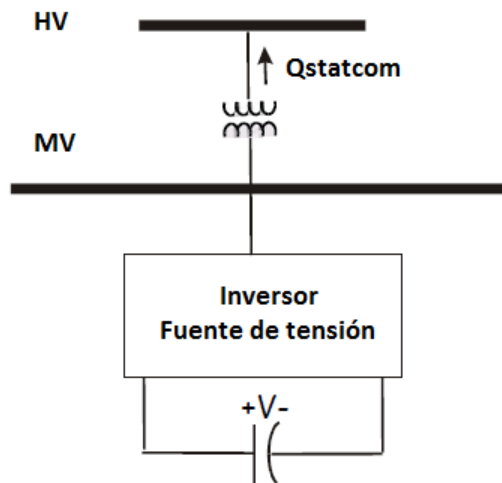 HV
Qstatcom
MV
Inversor
Fuente de tensión
+V-